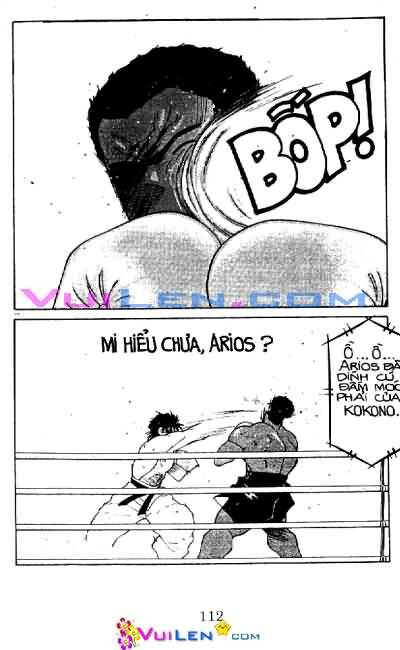 BỐP!
VuiLen.com
MI HIỂU CHƯA, ARIOS ?
Ồ... Ồ...
ARIOS ĐÃ
DÍNH CÚ
ĐẤM MÓC
PHẢI CỦA
KOKONO..
112
VuiLen.com